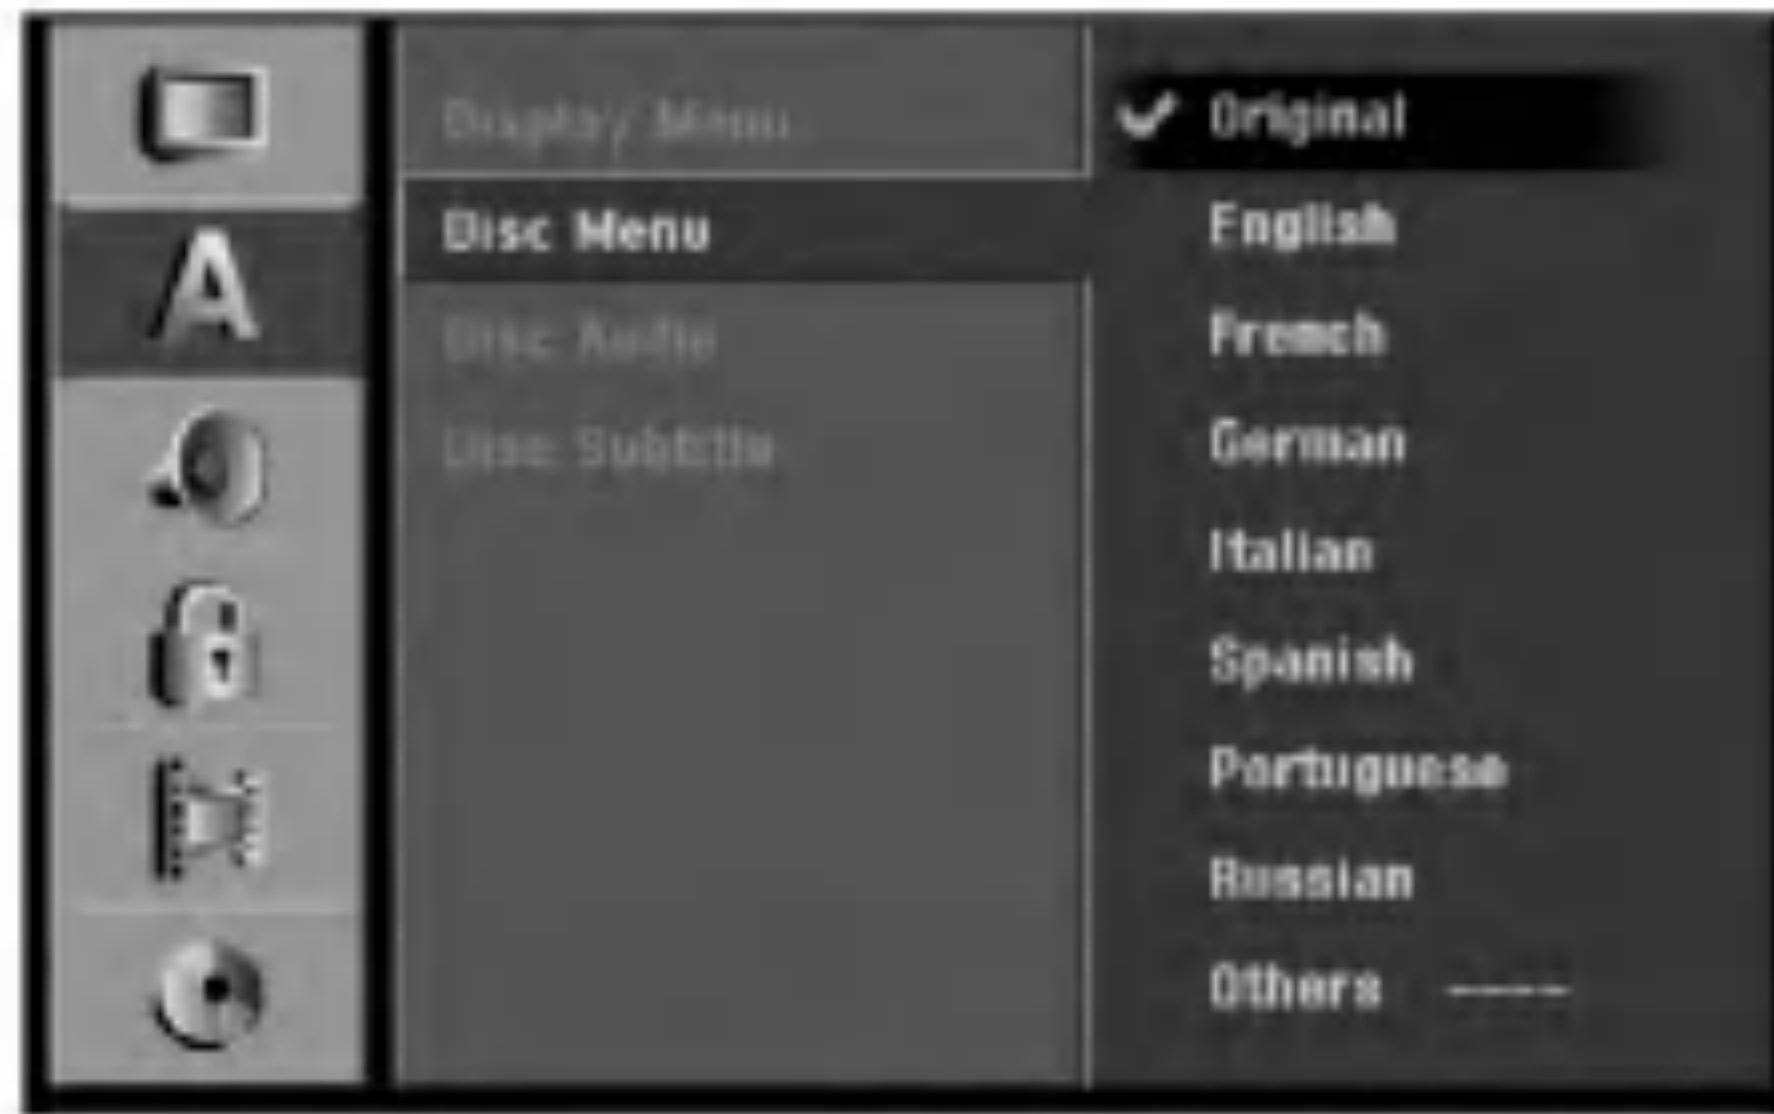 A
Display Menu
Disc Menu
Disc Audio
Disc Subtitle
Original
English
French
German
Italian
Spanish
Portuguese
Russian
Others ----